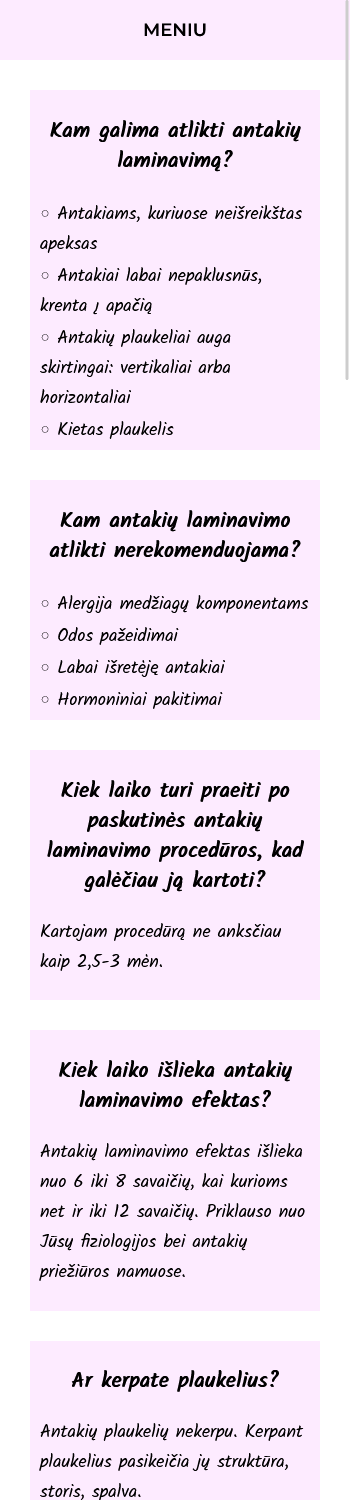 MENIU
Kam galima atlikti antakių
laminavimą?
○ Antakiams, kuriuose neišreikštas
apeksas
○ Antakiai labai nepaklusnūs,
krenta į apačią
○ Antakių plaukeliai auga
skirtingai: vertikaliai arba
horizontaliai
○ Kietas plaukelis
Kam antakių laminavimo
atlikti nerekomenduojama?
○ Alergija medžiagų komponentams
○ Odos pažeidimai
○ Labai išretėję antakiai
○ Hormoniniai pakitimai
Kiek laiko turi praeiti po
paskutinės antakių
laminavimo procedūros, kad
galėčiau ją kartoti?
Kartojam procedūrą ne anksčiau
kaip 2,5-3 mėn.
Kiek laiko išlieka antakių
laminavimo efektas?
Antakių laminavimo efektas išlieka
nuo 6 iki 8 savaičių, kai kurioms
net ir iki 12 savaičių. Priklauso nuo
Jūsų fiziologijos bei antakių
priežiūros namuose.
Ar kerpate plaukelius?
Antakių plaukelių nekerpu. Kerpant
plaukelius pasikeičia jų struktūra,
storis, spalva.